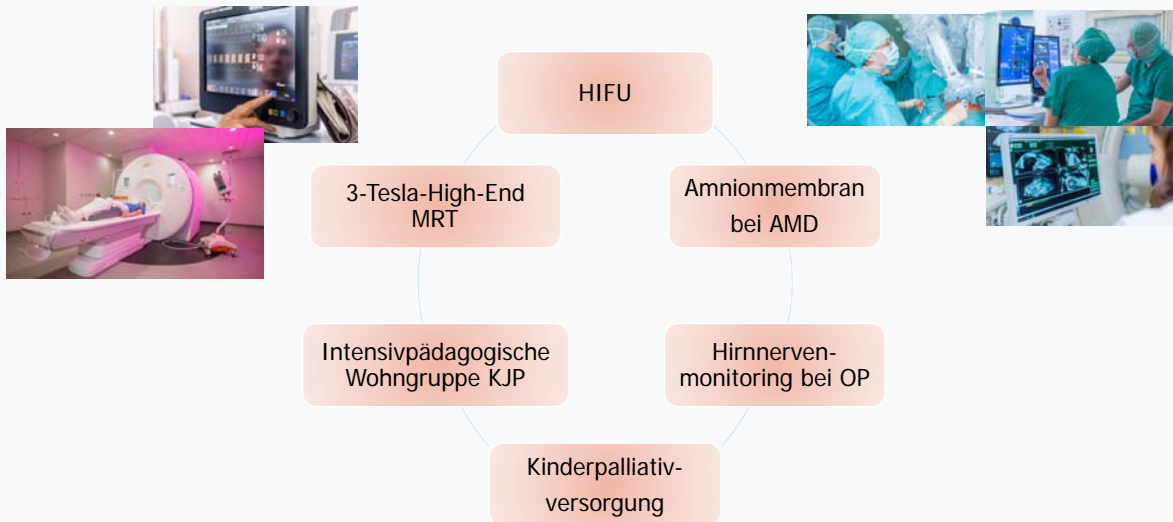 HIFU
3-Tesla-High-End
MRT
Amnionmembran
bei AMD
Intensivpädagogische
Wohngruppe KJP
Hirnnerven-
monitoring bei OP
Kinderpalliativ-
versorgung